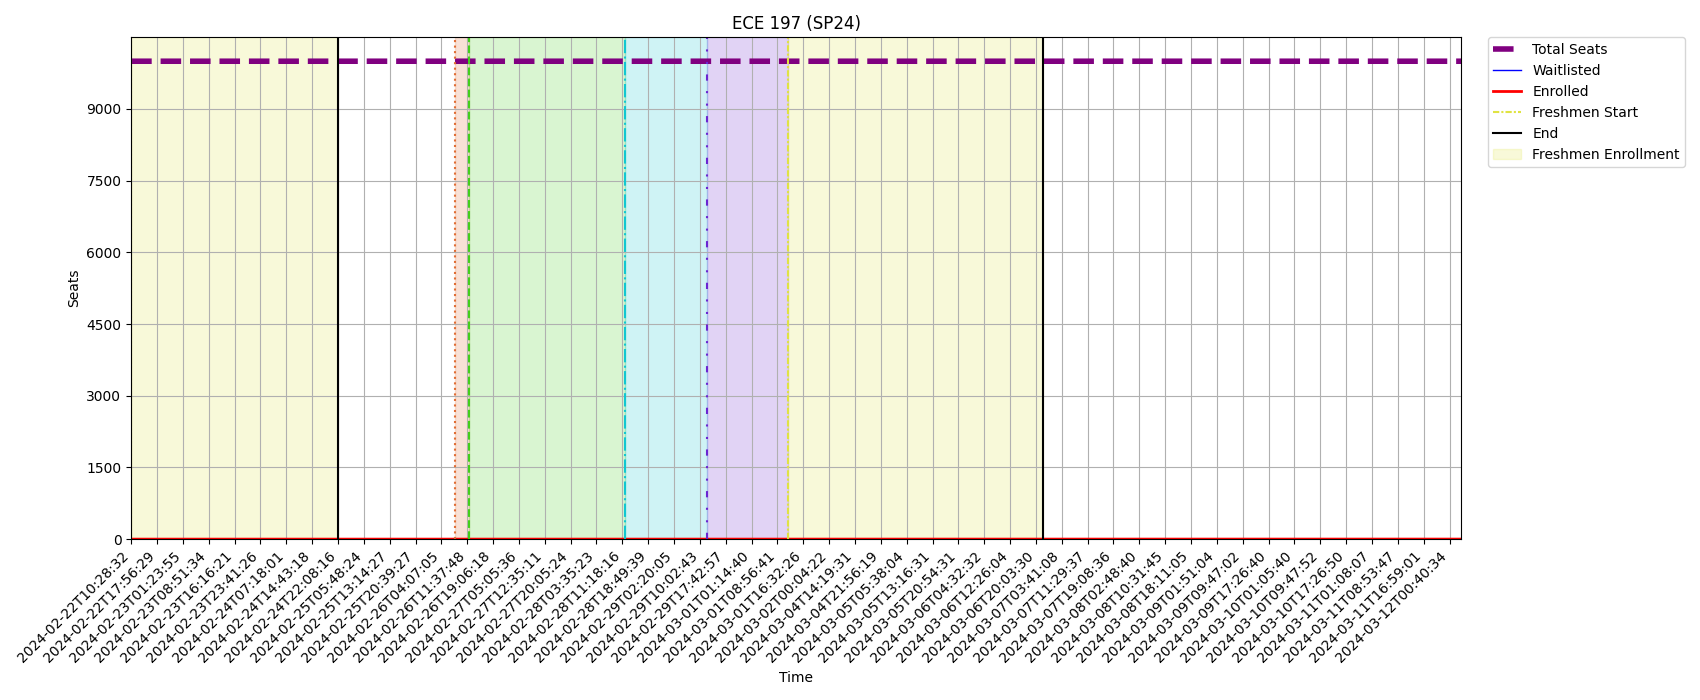 ECE 197 (SP24)
Total Seats
Waitlisted
Enrolled
Freshmen Start
End
Freshmen Enrollment
Seats
9000
7500
6000
4500
3000
1500
0
2024-02-22T10:28:32
2024-02-22T17:56:29
2024-02-23T01:23:55
2024-02-23T08:51:34
2024-02-23T16:16:21
2024-02-23T23:41:26
2024-02-24T07:18:01
2024-02-24T14:43:18
2024-02-24T22:08:16
2024-02-25T05:48:24
2024-02-25T13:14:27
2024-02-25T20:39:27
2024-02-26T04:07:05
2024-02-26T11:37:48
2024-02-26T19:06:18
2024-02-27T05:05:36
2024-02-27T12:35:11
2024-02-27T20:05:24
2024-02-28T03:35:23
2024-02-28T11:18:16
2024-02-28T18:49:39
2024-02-29T02:20:05
2024-02-29T10:02:43
2024-02-29T17:42:57
2024-03-01T01:14:40
2024-03-01T08:56:41
2024-03-01T16:32:26
2024-03-02T00:04:22
2024-03-04T14:19:31
2024-03-04T21:56:19
2024-03-05T05:38:04
2024-03-05T13:16:31
2024-03-05T20:54:31
2024-03-06T04:32:32
2024-03-06T12:26:04
2024-03-06T20:03:30
2024-03-07T03:41:08
2024-03-07T11:29:37
2024-03-07T19:08:36
2024-03-08T02:48:40
2024-03-08T10:31:45
2024-03-08T18:11:05
2024-03-09T01:51:04
2024-03-09T09:47:02
2024-03-09T17:26:40
2024-03-10T01:05:40
2024-03-10T09:47:52
2024-03-10T17:26:50
2024-03-11T01:08:07
2024-03-11T08:53:47
2024-03-11T16:59:01
2024-03-12T00:40:34
Time